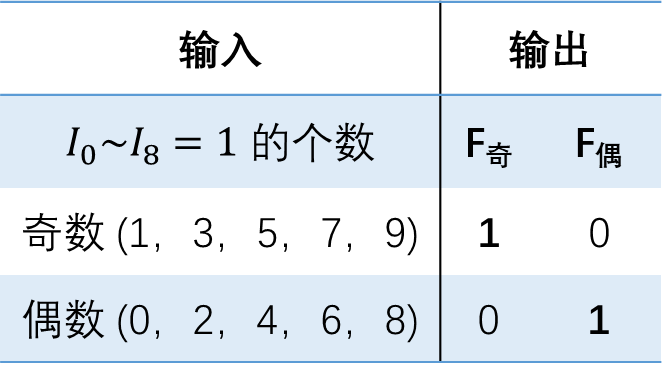 输入 输出
I₀~I₈ = 1 的个数 F奇 F偶
奇数 (1, 3, 5, 7, 9) 1 0
偶数 (0, 2, 4, 6, 8) 0 1